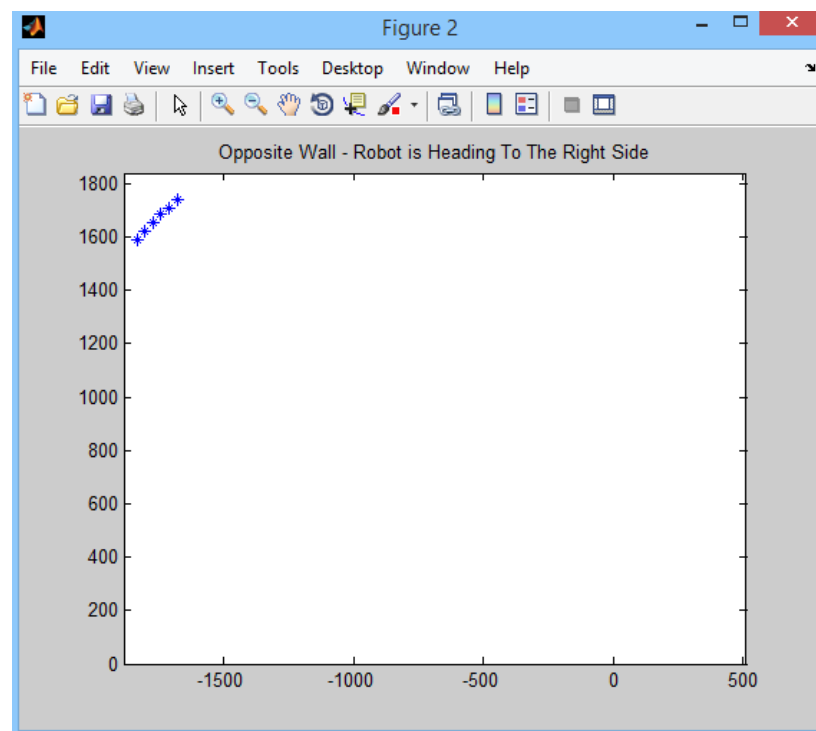 Figure 2
File Edit View Insert Tools Desktop Window Help
Opposite Wall - Robot is Heading To The Right Side
1800
1600
1400
1200
1000
800
600
400
200
0
-1500 -1000 -500 0 500